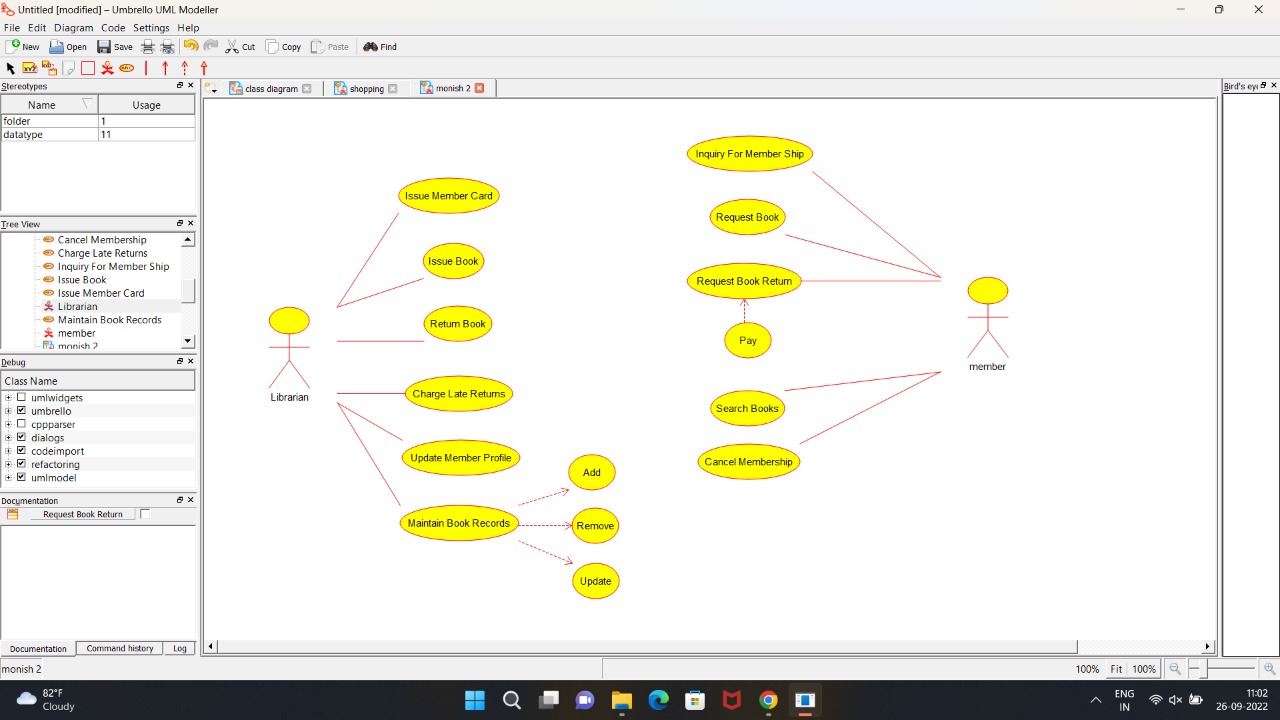 Untitled [modified] – Umbrello UML Modeller
File Edit Diagram Code Settings Help
New Open Save Cut Copy Paste Find
Stereotypes
Name Usage
folder 1
datatype 11
Tree View
Cancel Membership
Charge Late Returns
Inquiry For Member Ship
Issue Book
Issue Member Card
Librarian
Maintain Book Records
member
monish 2
Debug
Class Name
umlwidgets
umbrello
cppparser
dialogs
codeimport
refactoring
umlmodel
Documentation
Request Book Return
Documentation Command history Log
class diagram shopping monish 2
Issue Member Card
Issue Book
Return Book
Librarian
Charge Late Returns
Update Member Profile
Maintain Book Records
Add
Remove
Update
Inquiry For Member Ship
Request Book
Request Book Return
Pay
member
Search Books
Cancel Membership
Bird's ey
monish 2
100% Fit 100%
82°F
Cloudy
ENG
IN
11:02
26-09-2022